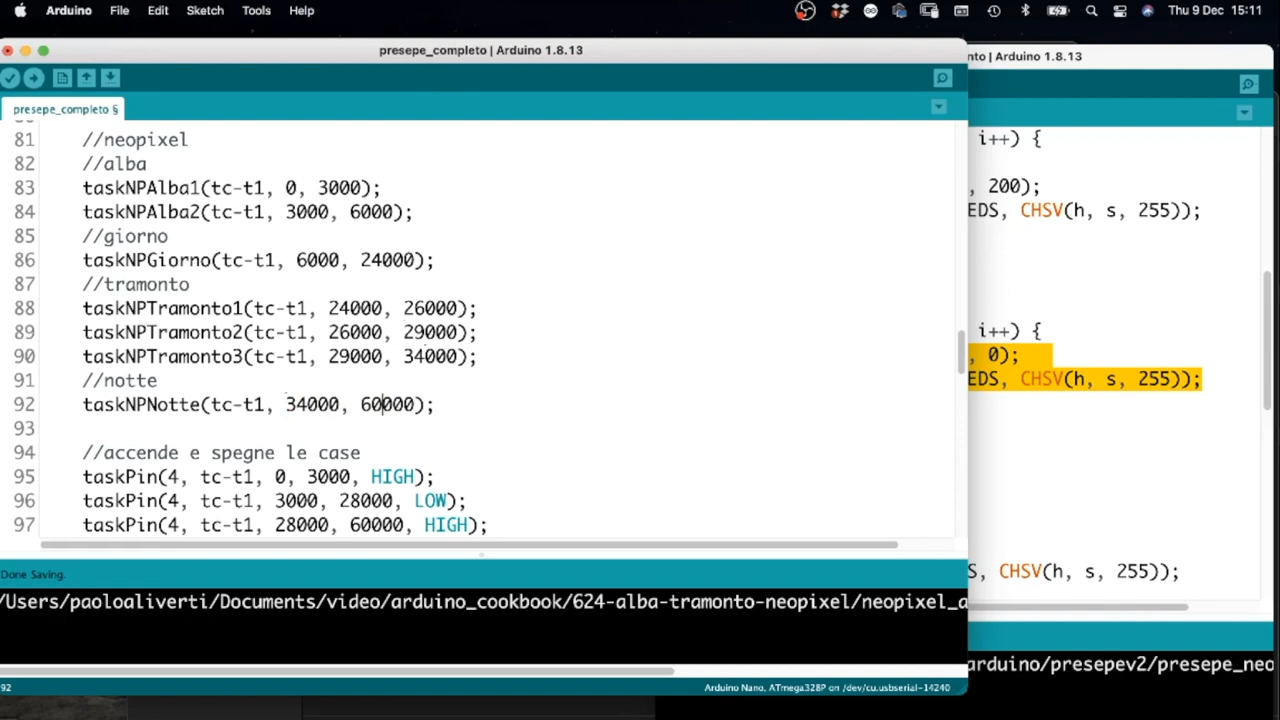 Arduino File Edit Sketch Tools Help Thu 9 Dec 15:11
presepe_completo | Arduino 1.8.13
presepe_completo §
81 //neopixel
82 //alba
83 taskNPAlba1(tc-t1, 0, 3000);
84 taskNPAlba2(tc-t1, 3000, 6000);
85 //giorno
86 taskNPGiorno(tc-t1, 6000, 24000);
87 //tramonto
88 taskNPTramonto1(tc-t1, 24000, 26000);
89 taskNPTramonto2(tc-t1, 26000, 29000);
90 taskNPTramonto3(tc-t1, 29000, 34000);
91 //notte
92 taskNPNotte(tc-t1, 34000, 60000);
93
94 //accende e spegne le case
95 taskPin(4, tc-t1, 0, 3000, HIGH);
96 taskPin(4, tc-t1, 3000, 28000, LOW);
97 taskPin(4, tc-t1, 28000, 60000, HIGH);
Done Saving.
/Users/paoloaliverti/Documents/video/arduino_cookbook/624-alba-tramonto-neopixel/neopixel_a
92
Arduino Nano, ATmega328P on /dev/cu.usbserial-14240
nto | Arduino 1.8.13
i++) {
, 200);
EDS, CHSV(h, s, 255));
i++) {
, 0);
EDS, CHSV(h, s, 255));
S, CHSV(h, s, 255));
arduino/presepev2/presepe_neo